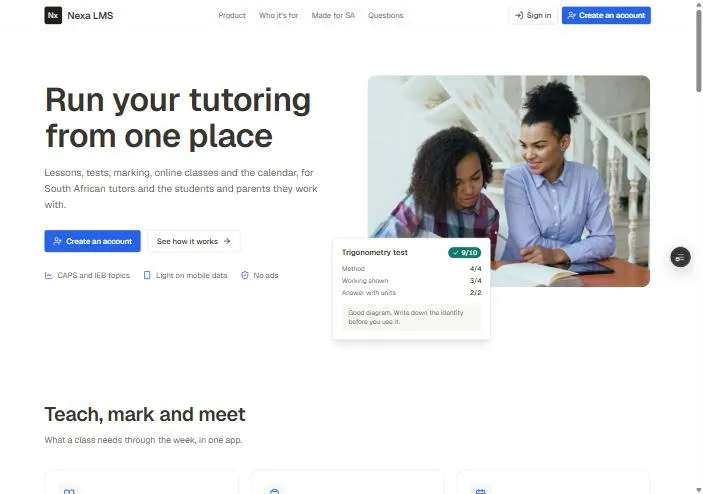 Nx Nexa LMS
Product Who it's for Made for SA Questions
Sign in Create an account
Run your tutoring
from one place
Lessons, tests, marking, online classes and the calendar, for
South African tutors and the students and parents they work
with.
Create an account See how it works →
CAPS and IEB topics Light on mobile data No ads
Trigonometry test 9/10
Method 4/4
Working shown 3/4
Answer with units 2/2
Good diagram. Write down the identity
before you use it.
Teach, mark and meet
What a class needs through the week, in one app.